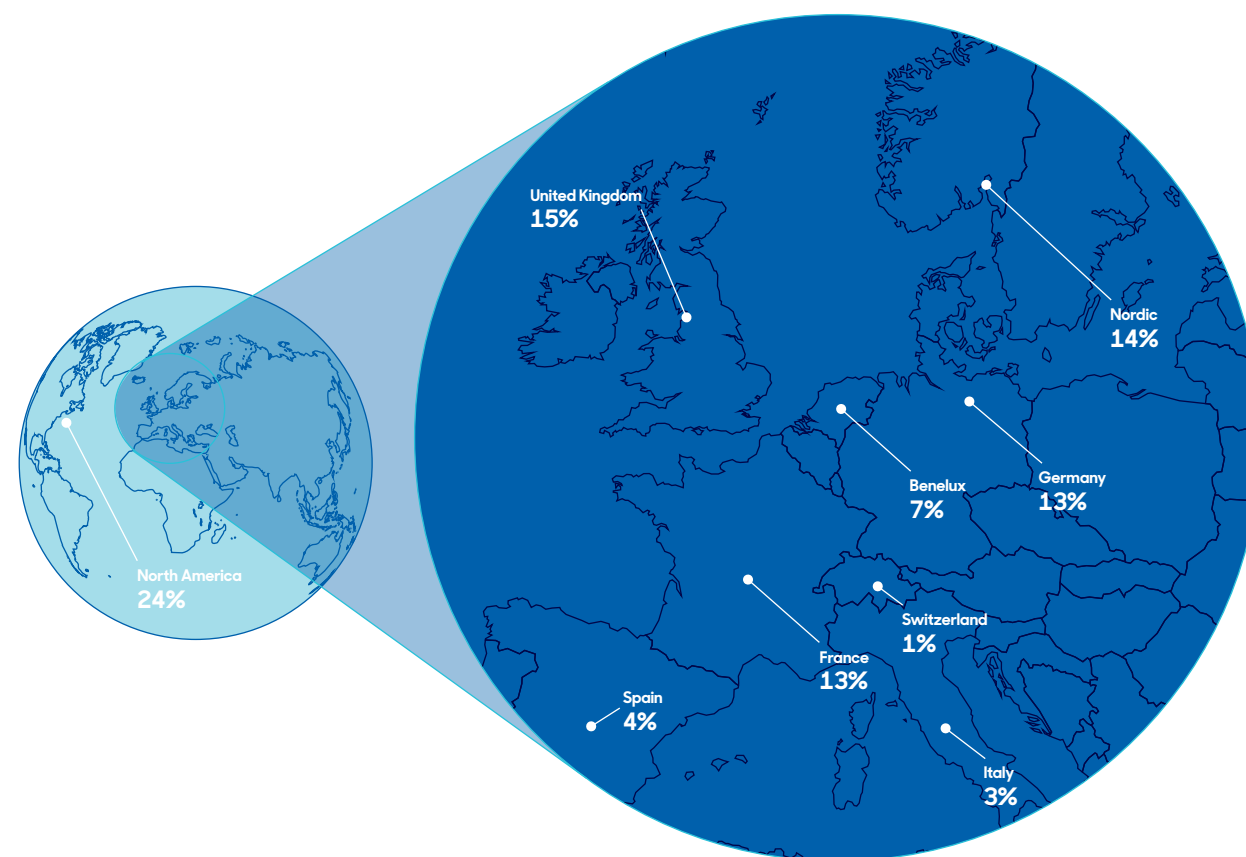 United Kingdom
15%
Nordic
14%
Benelux
7%
Germany
13%
North America
24%
Switzerland
1%
France
13%
Spain
4%
Italy
3%